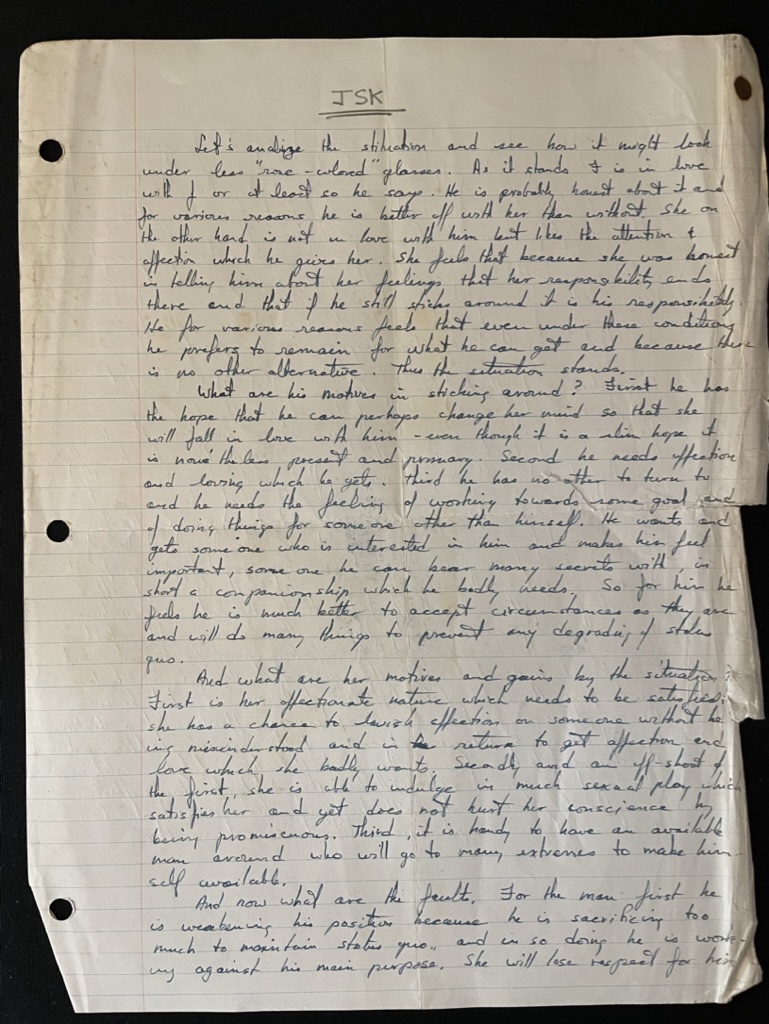 JSK
Let's analize the stituation and see how it might look
under less "rose-colored" glasses. As it stands I is in love
with J or at least so he says. He is probably honest about it and
for various reasons he is better off with her than without. She on
the other hand is not in love with him but likes the attention &
affection which he gives her. She feels that because she was honest
in telling him about her feelings that her responsibility ends
there and that if he still sticks around it is his responsibility.
He for various reasons feels that even under these conditions
he prefers to remain for what he can get and because there
is no other alternative. Thus the situation stands.
What are his motives in sticking around? First he has
the hope that he can perhaps change her mind so that she
will fall in love with him - even though it is a slim hope it
is none the less present and primary. Second he needs affection
and loving which he gets. Third he has no other to turn to
and he needs the feeling of working towards some goal and
of doing things for someone other than himself. He wants and
gets some one who is interested in him and makes him feel
important, some one he can bear many secrets with, in
short a companionship which he badly needs. So for him he
feels he is much better to accept circumstances as they are
and will do many things to prevent any degrading of status
quo.
And what are her motives and gains by the situation?
First is her affectionate nature which needs to be satisfied;
she has a chance to lavish affection on some one without be
ing misunderstood and in return to get affection and
love which she badly wants. Secondly and an off-shoot of
the first, she is able to indulge in much sexual play which
satisfies her and yet does not hurt her conscience by
being promiscuous. Third, it is handy to have an available
man around who will go to many extremes to make him-
self available.
And now what are the faults. For the man first he
is weakening his position because he is sacrificing too
much to maintain status quo, and in so doing he is work-
ing against his main purpose. She will lose respect for him